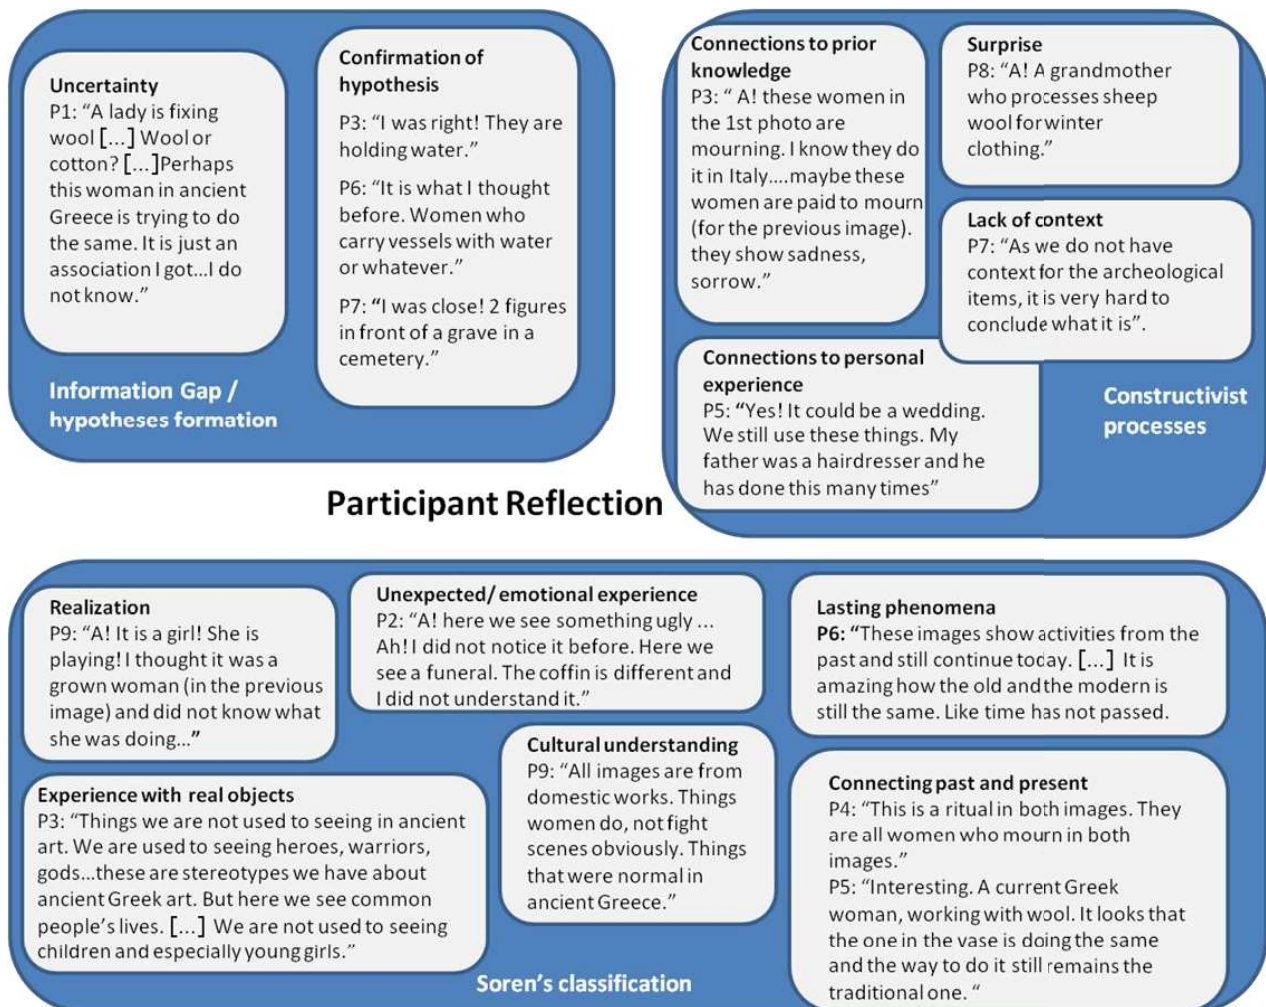 Uncertainty
P1: “A lady is fixing
wool [...] Wool or
cotton? [...]Perhaps
this woman in ancient
Greece is trying to do
the same. It is just an
association I got...I do
not know.”
Confirmation of
hypothesis
P3: “I was right! They are
holding water.”
P6: “It is what I thought
before. Women who
carry vessels with water
or whatever.”
P7: “I was close! 2 figures
in front of a grave in a
cemetery.”
Information Gap /
hypotheses formation
Connections to prior
knowledge
P3: “ A! these women in
the 1st photo are
mourning. I know they do
it in Italy....maybe these
women are paid to mourn
(for the previous image).
they show sadness,
sorrow.”
Surprise
P8: “A! A grandmother
who processes sheep
wool for winter
clothing.”
Lack of context
P7: “As we do not have
context for the archeological
items, it is very hard to
conclude what it is”.
Connections to personal
experience
P5: “Yes! It could be a wedding.
We still use these things. My
father was a hairdresser and he
has done this many times”
Constructivist
processes
Participant Reflection
Realization
P9: “A! It is a girl! She is
playing! I thought it was a
grown woman (in the previous
image) and did not know what
she was doing...”
Unexpected/ emotional experience
P2: “A! here we see something ugly ...
Ah! I did not notice it before. Here we
see a funeral. The coffin is different and
I did not understand it.”
Lasting phenomena
P6: “These images show activities from the
past and still continue today. [...] It is
amazing how the old and the modern is
still the same. Like time has not passed.
Experience with real objects
P3: “Things we are not used to seeing in ancient
art. We are used to seeing heroes, warriors,
gods...these are stereotypes we have about
ancient Greek art. But here we see common
people’s lives. [...] We are not used to seeing
children and especially young girls.”
Cultural understanding
P9: “All images are from
domestic works. Things
women do, not fight
scenes obviously. Things
that were normal in
ancient Greece.”
Connecting past and present
P4: “This is a ritual in both images. They
are all women who mourn in both
images.”
P5: “Interesting. A current Greek
woman, working with wool. It looks that
the one in the vase is doing the same
and the way to do it still remains the
traditional one. “
Soren’s classification